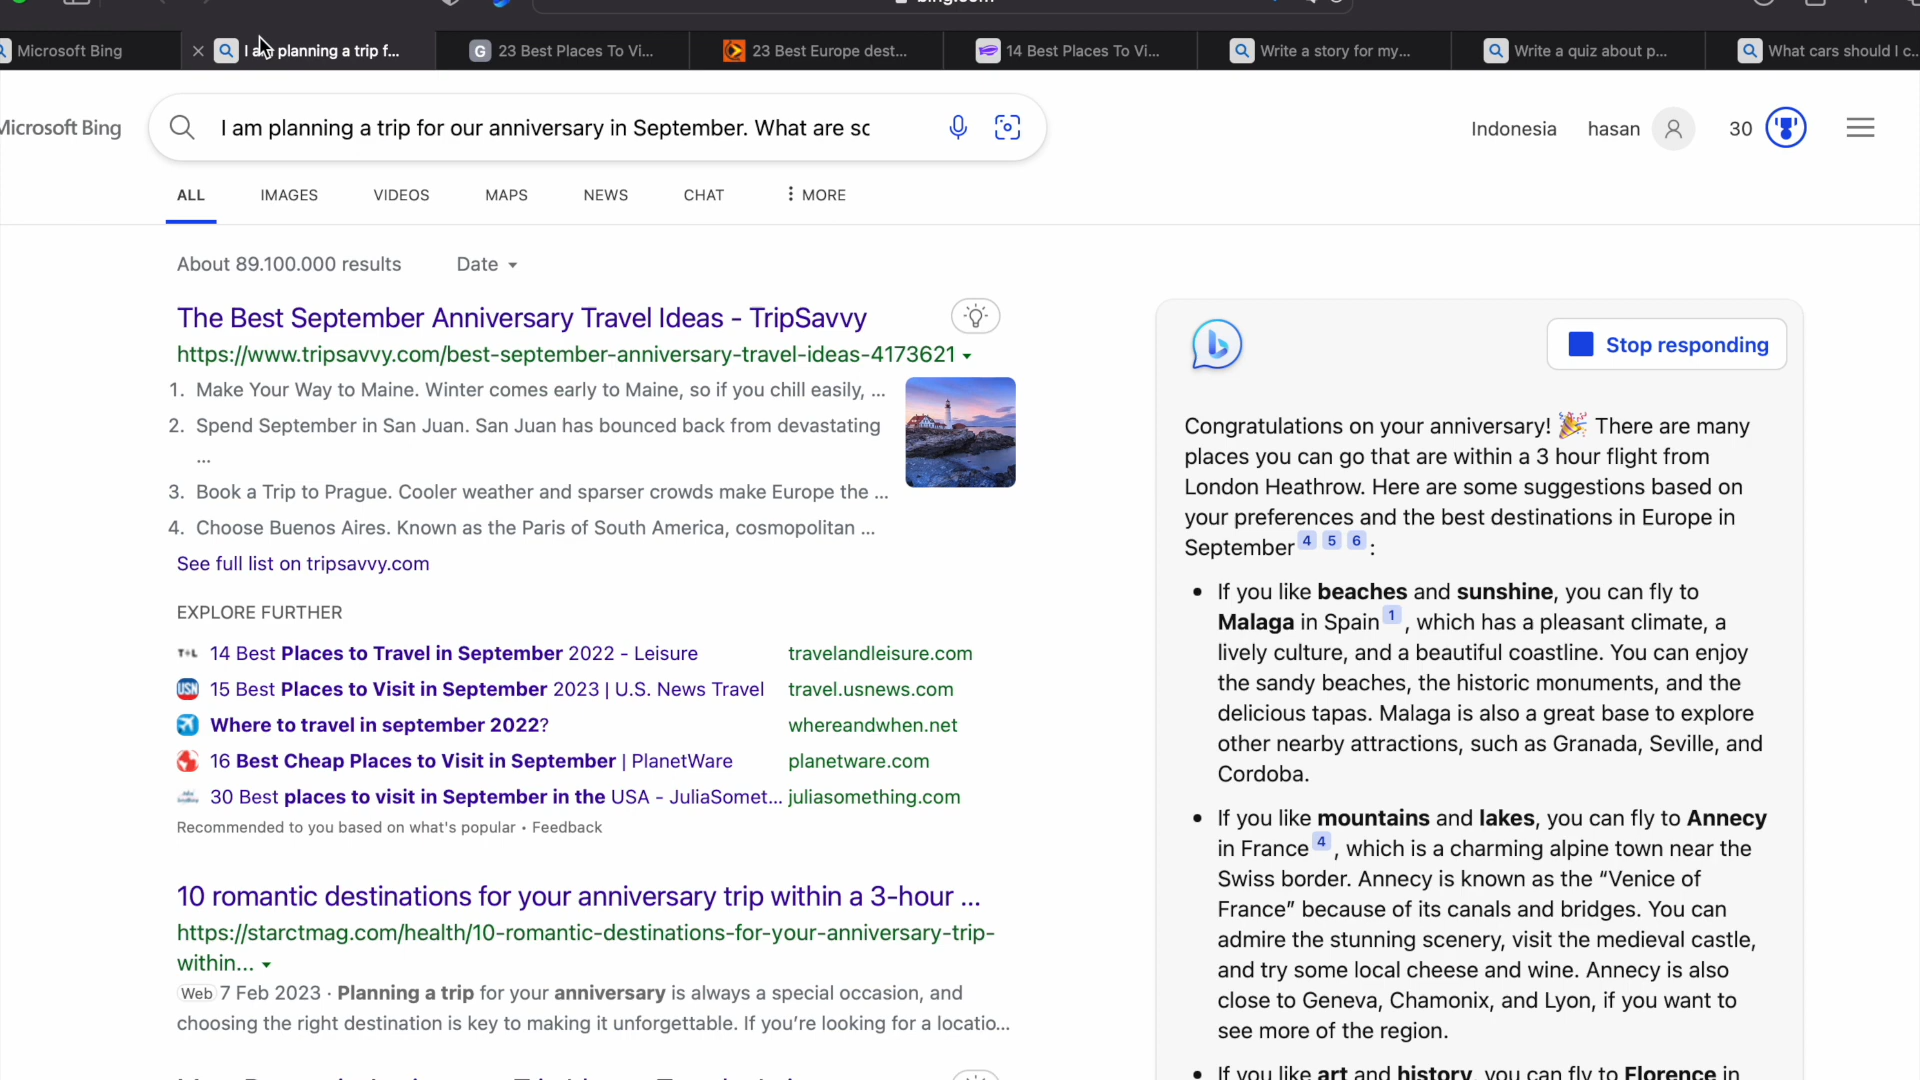 Microsoft Bing
I am planning a trip f...
G 23 Best Places To Vi...
23 Best Europe dest...
14 Best Places To Vi...
Write a story for my...
Write a quiz about p...
What cars should I c...
Microsoft Bing
I am planning a trip for our anniversary in September. What are sc
Indonesia hasan 30
ALL IMAGES VIDEOS MAPS NEWS CHAT MORE
About 89.100.000 results Date
The Best September Anniversary Travel Ideas - TripSavvy
https://www.tripsavvy.com/best-september-anniversary-travel-ideas-4173621
1. Make Your Way to Maine. Winter comes early to Maine, so if you chill easily, ...
2. Spend September in San Juan. San Juan has bounced back from devastating
...
3. Book a Trip to Prague. Cooler weather and sparser crowds make Europe the ...
4. Choose Buenos Aires. Known as the Paris of South America, cosmopolitan ...
See full list on tripsavvy.com
EXPLORE FURTHER
T+L 14 Best Places to Travel in September 2022 - Leisure travelandleisure.com
USN 15 Best Places to Visit in September 2023 | U.S. News Travel travel.usnews.com
Where to travel in september 2022? whereandwhen.net
16 Best Cheap Places to Visit in September | PlanetWare planetware.com
30 Best places to visit in September in the USA - JuliaSomet... juliasomething.com
Recommended to you based on what's popular • Feedback
10 romantic destinations for your anniversary trip within a 3-hour ...
https://starctmag.com/health/10-romantic-destinations-for-your-anniversary-trip-
within...
Web 7 Feb 2023 · Planning a trip for your anniversary is always a special occasion, and
choosing the right destination is key to making it unforgettable. If you're looking for a locatio...
Stop responding
Congratulations on your anniversary! 🎉 There are many
places you can go that are within a 3 hour flight from
London Heathrow. Here are some suggestions based on
your preferences and the best destinations in Europe in
September 4 5 6 :
• If you like beaches and sunshine, you can fly to
Malaga in Spain 1 , which has a pleasant climate, a
lively culture, and a beautiful coastline. You can enjoy
the sandy beaches, the historic monuments, and the
delicious tapas. Malaga is also a great base to explore
other nearby attractions, such as Granada, Seville, and
Cordoba.
• If you like mountains and lakes, you can fly to Annecy
in France 4 , which is a charming alpine town near the
Swiss border. Annecy is known as the “Venice of
France” because of its canals and bridges. You can
admire the stunning scenery, visit the medieval castle,
and try some local cheese and wine. Annecy is also
close to Geneva, Chamonix, and Lyon, if you want to
see more of the region.
• If you like art and history, you can fly to Florence in